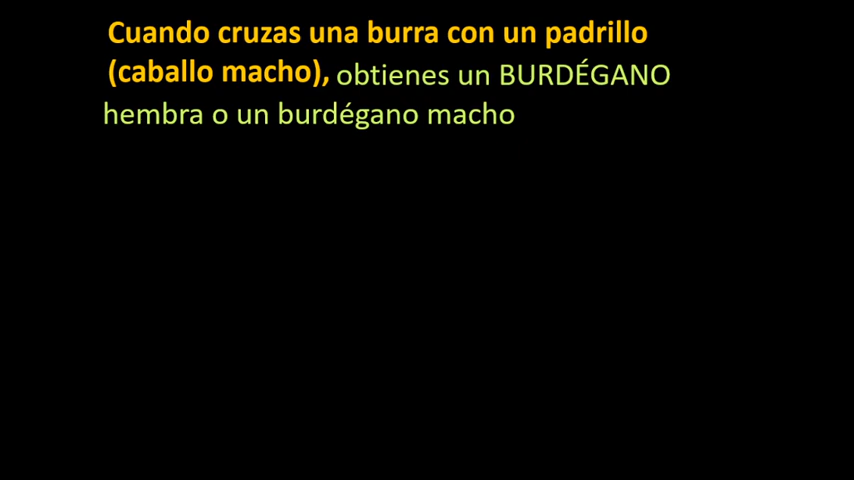 Cuando cruzas una burra con un padrillo
(caballo macho), obtienes un BURDÉGANO
hembra o un burdégano macho